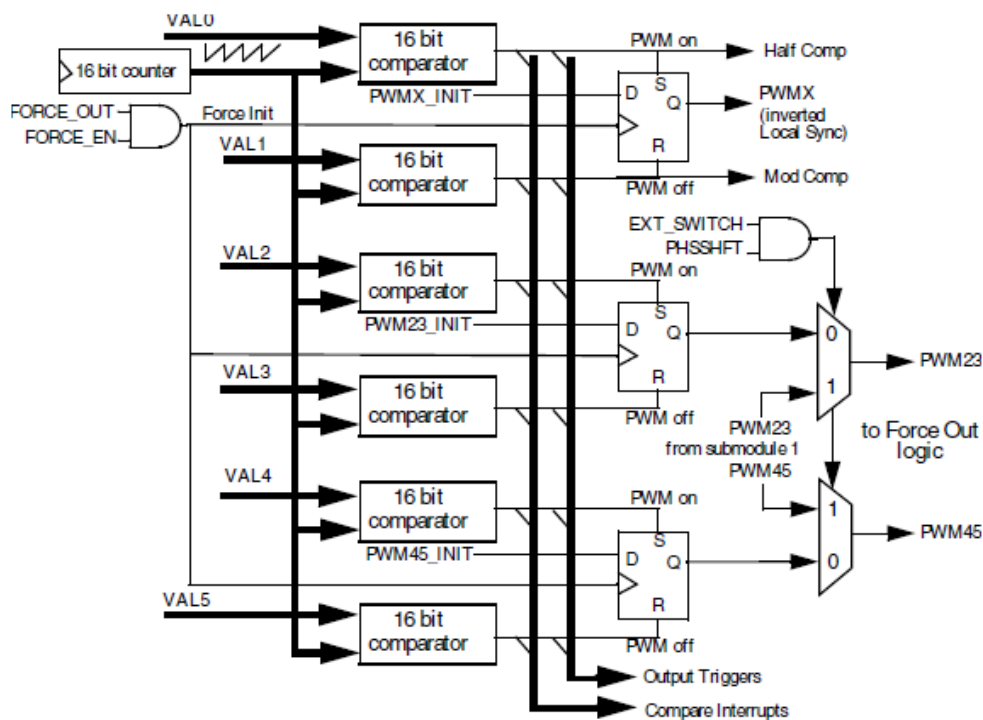 VAL0
16 bit counter
FORCE_OUT
FORCE_EN
Force Init
16 bit
comparator
PWMX_INIT
PWM on
Half Comp
D
S
Q
R
PWMX
(inverted
Local Sync)
VAL1
16 bit
comparator
PWM off
Mod Comp
EXT_SWITCH
PHSSHFT
VAL2
16 bit
comparator
PWM on
PWM23_INIT
D
S
Q
R
0
1
PWM23
VAL3
16 bit
comparator
PWM off
PWM23
from submodule 1
PWM45
to Force Out
logic
VAL4
16 bit
comparator
PWM on
PWM45_INIT
D
S
Q
R
1
0
PWM45
VAL5
16 bit
comparator
PWM off
Output Triggers
Compare Interrupts